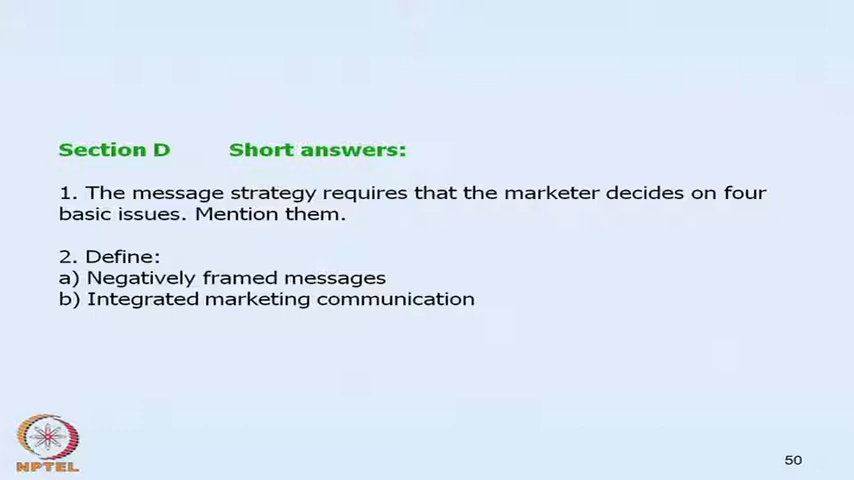 Section D Short answers:
1. The message strategy requires that the marketer decides on four
basic issues. Mention them.
2. Define:
a) Negatively framed messages
b) Integrated marketing communication
NPTEL
50